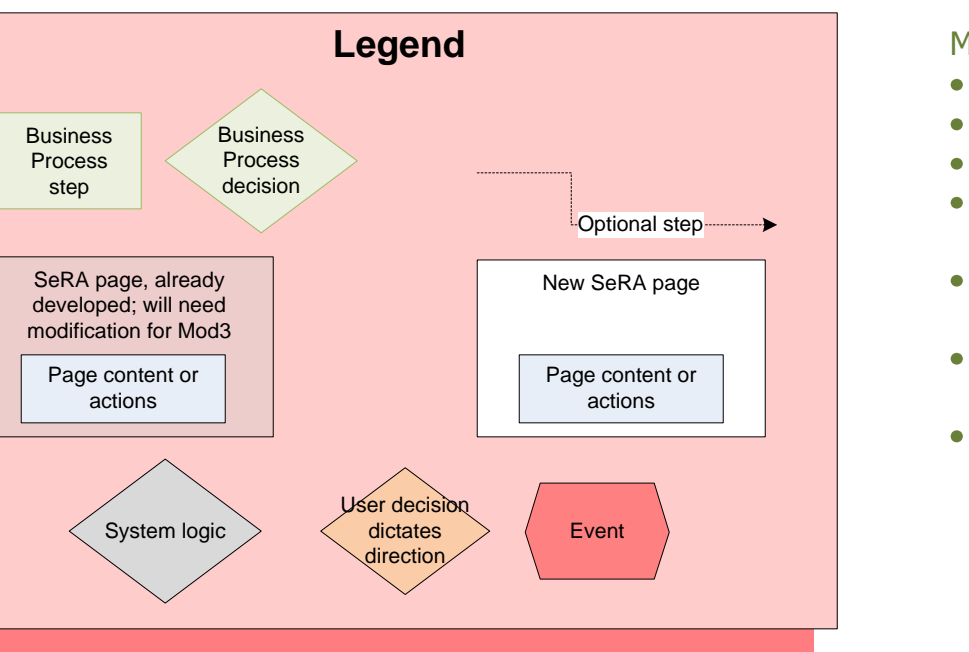 Legend
Business
Process
step
Business
Process
decision
Optional step
SeRA page, already
developed; will need
modification for Mod3
Page content or
actions
New SeRA page
Page content or
actions
System logic
User decision
dictates
direction
Event
M